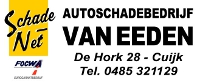 Schade
Net
FOCWA
AUTOSCHADEBEDRIJF
VAN EEDEN
De Hork 28 - Cuijk
Tel. 0485 321129